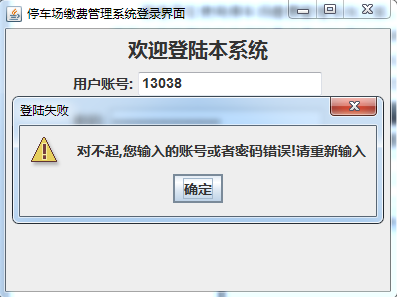 停车场缴费管理系统登录界面
欢迎登陆本系统
用户账号: 13038
登陆失败
对不起,您输入的账号或者密码错误!请重新输入
确定